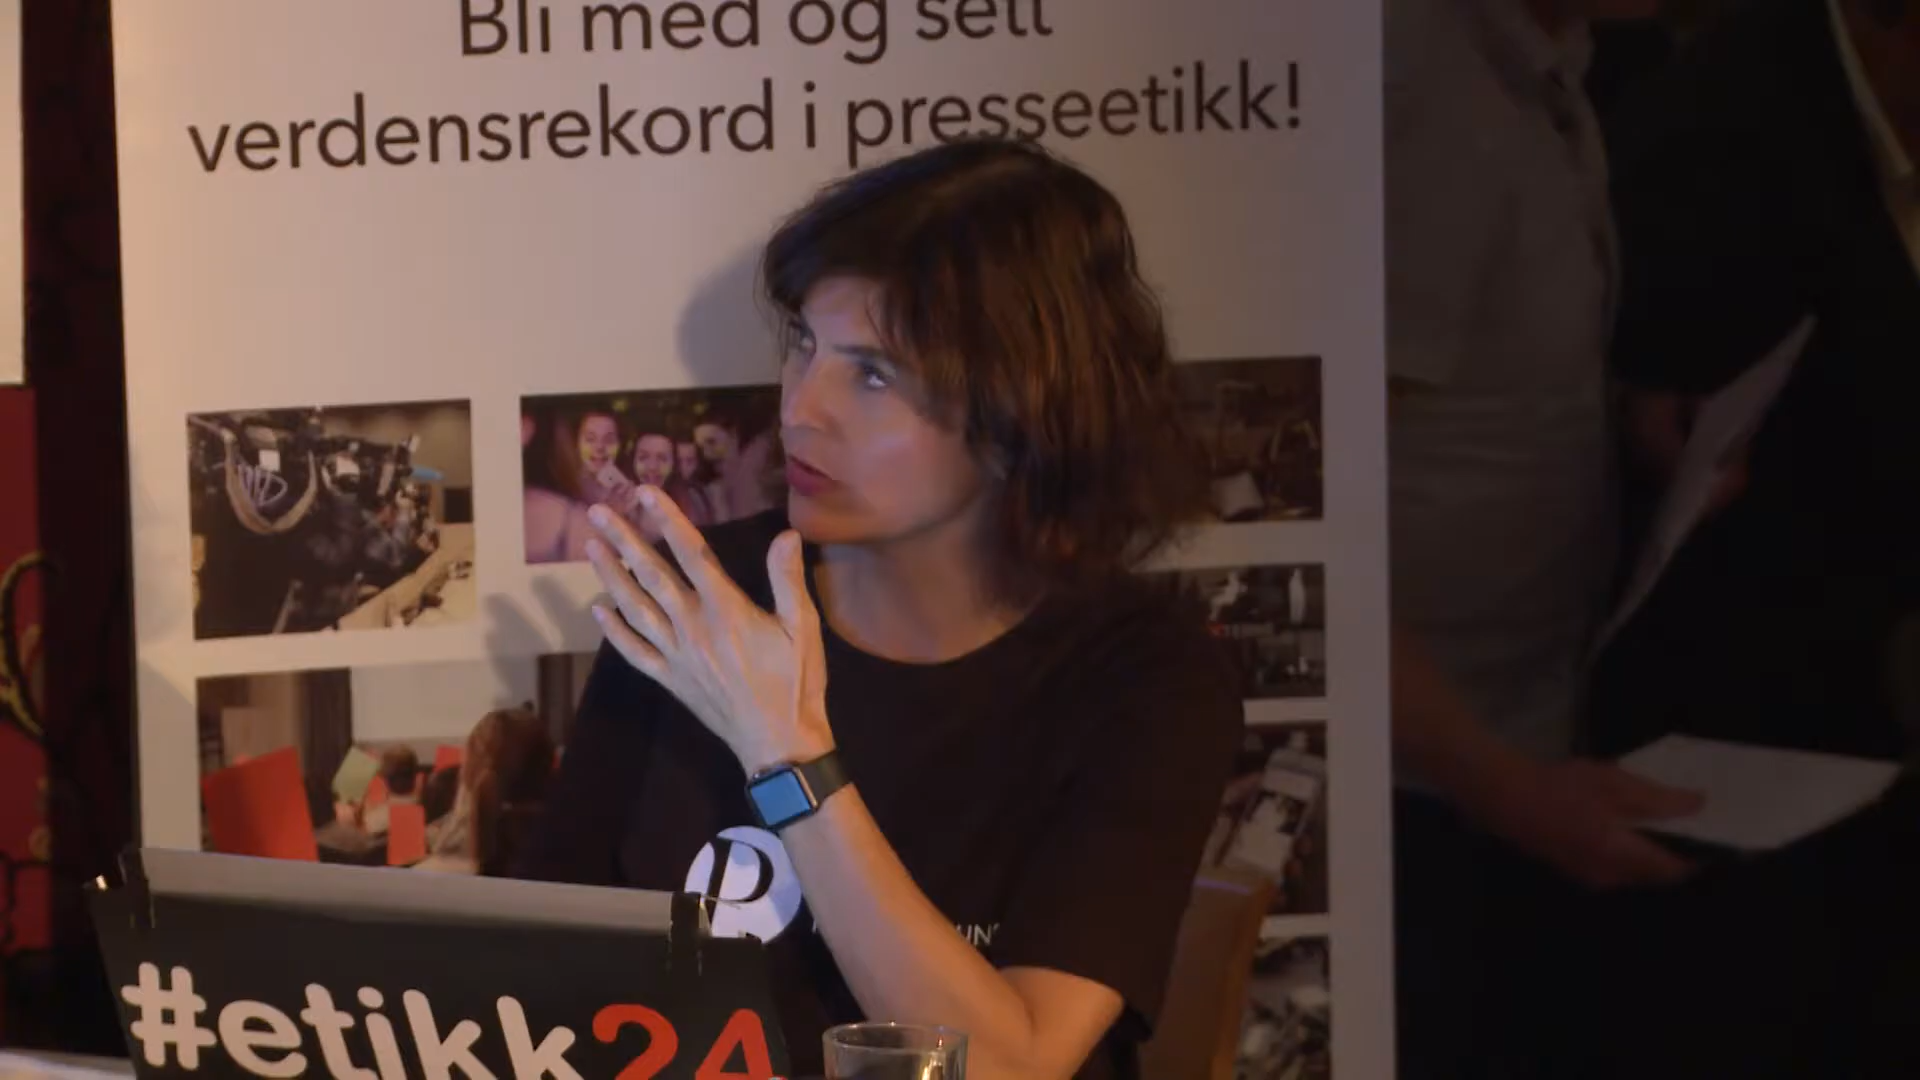 Bli med og sett
verdensrekord i presseetikk!
P
#etikk24